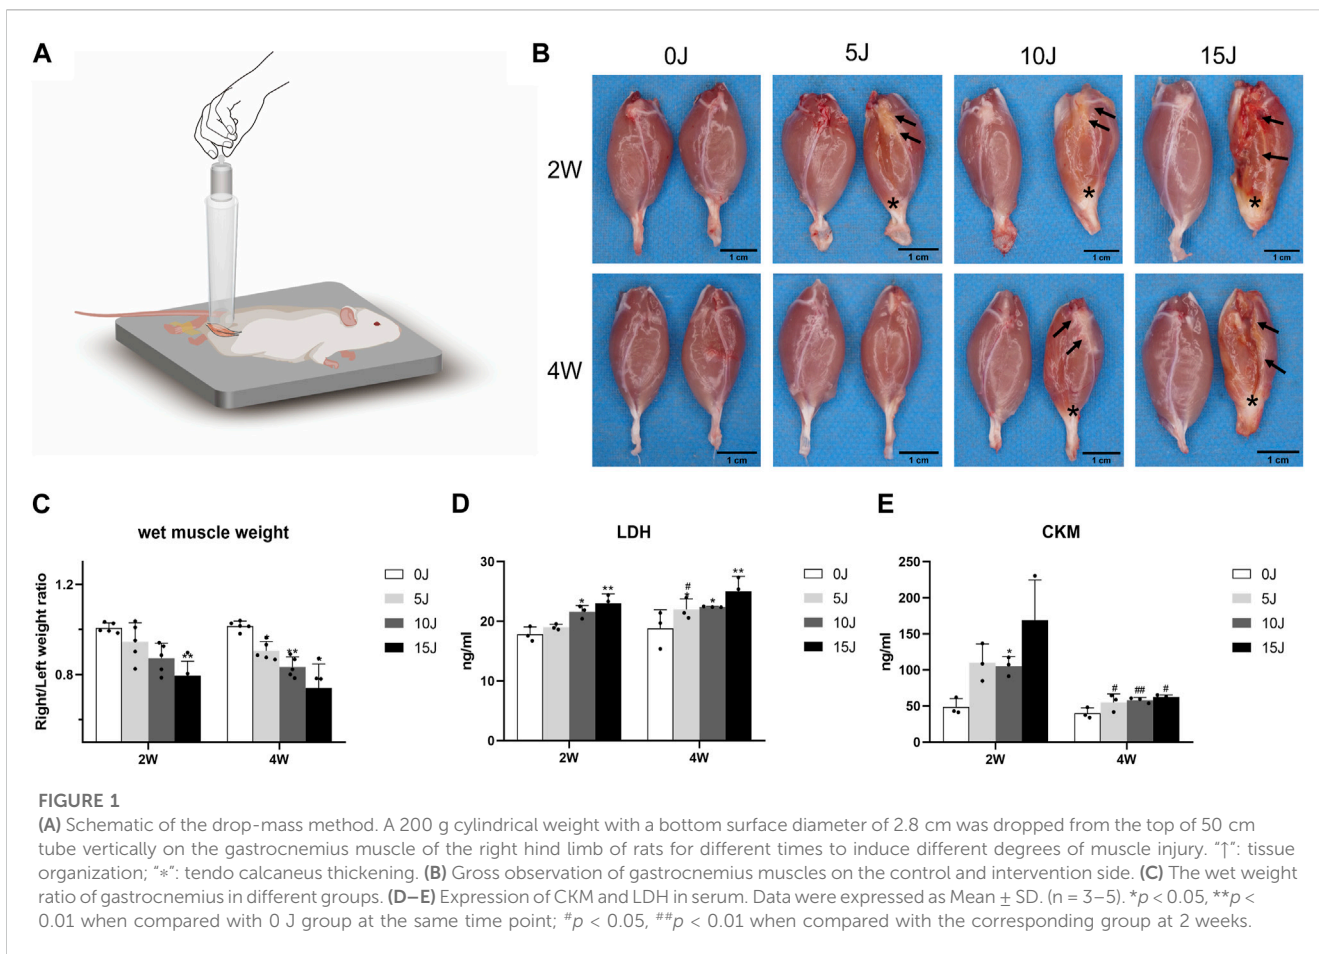 A
B
0J
5J
10J
15J
2W
*
*
*
1 cm
1 cm
1 cm
1 cm
4W
*
*
1 cm
1 cm
1 cm
1 cm
C
wet muscle weight
Right/Left weight ratio
1.2
0.8
**
*
**
*
2W
4W
0J
5J
10J
15J
D
LDH
ng/ml
30
20
10
0
*
**
#
*
*
**
2W
4W
0J
5J
10J
15J
E
CKM
ng/ml
250
200
150
100
50
0
*
#
##
#
2W
4W
0J
5J
10J
15J
FIGURE 1
(A) Schematic of the drop-mass method. A 200 g cylindrical weight with a bottom surface diameter of 2.8 cm was dropped from the top of 50 cm
tube vertically on the gastrocnemius muscle of the right hind limb of rats for different times to induce different degrees of muscle injury. “↑”: tissue
organization; “*”: tendo calcaneus thickening. (B) Gross observation of gastrocnemius muscles on the control and intervention side. (C) The wet weight
ratio of gastrocnemius in different groups. (D–E) Expression of CKM and LDH in serum. Data were expressed as Mean ± SD. (n = 3–5). *p < 0.05, **p <
0.01 when compared with 0 J group at the same time point; #p < 0.05, ##p < 0.01 when compared with the corresponding group at 2 weeks.